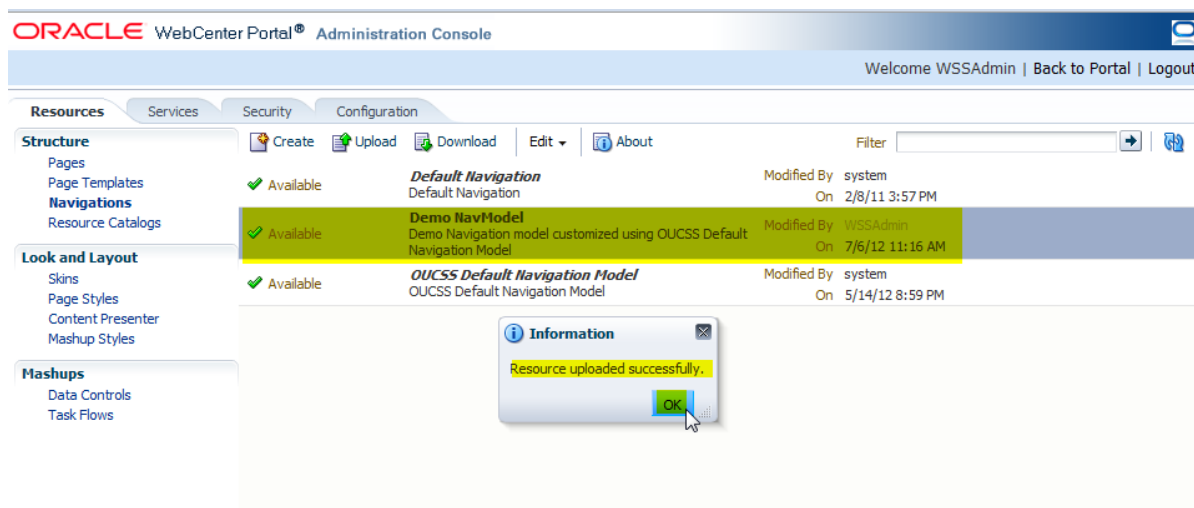 ORACLE WebCenter Portal® Administration Console
Welcome WSSAdmin | Back to Portal | Logout
Resources Services Security Configuration
Structure
Pages
Page Templates
Navigations
Resource Catalogs
Look and Layout
Skins
Page Styles
Content Presenter
Mashup Styles
Mashups
Data Controls
Task Flows
Create Upload Download Edit About Filter
Available Default Navigation Modified By system
Default Navigation On 2/8/11 3:57 PM
Demo NavModel
Available Demo Navigation model customized using OUCSS Default Modified By WSSAdmin
Navigation Model On 7/6/12 11:16 AM
Available OUCSS Default Navigation Model Modified By system
OUCSS Default Navigation Model On 5/14/12 8:59 PM
Information
Resource uploaded successfully.
OK